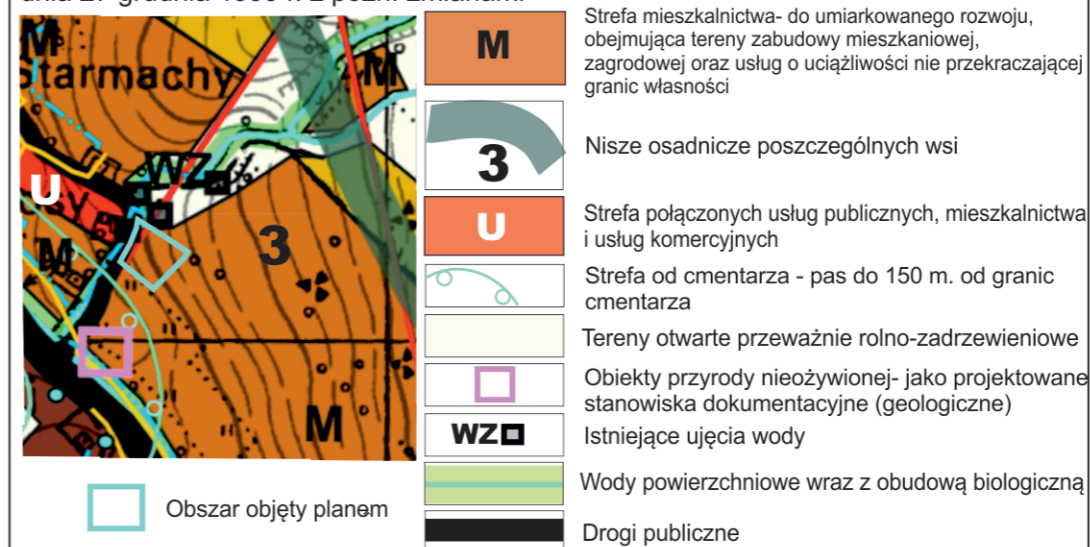 M
Starmachy
M
WZ
U
3
M
M
Obszar objęty planem
M
Strefa mieszkalnictwa- do umiarkowanego rozwoju,
obejmująca tereny zabudowy mieszkaniowej,
zagrodowej oraz usług o uciążliwości nie przekraczającej
granic własności
3
Nisze osadnicze poszczególnych wsi
U
Strefa połączonych usług publicznych, mieszkalnictwa
i usług komercyjnych
Strefa od cmentarza - pas do 150 m. od granic
cmentarza
Tereny otwarte przeważnie rolno-zadrzewieniowe
Obiekty przyrody nieożywionej- jako projektowane
stanowiska dokumentacyjne (geologiczne)
WZ
Istniejące ujęcia wody
Wody powierzchniowe wraz z obudową biologiczną
Drogi publiczne